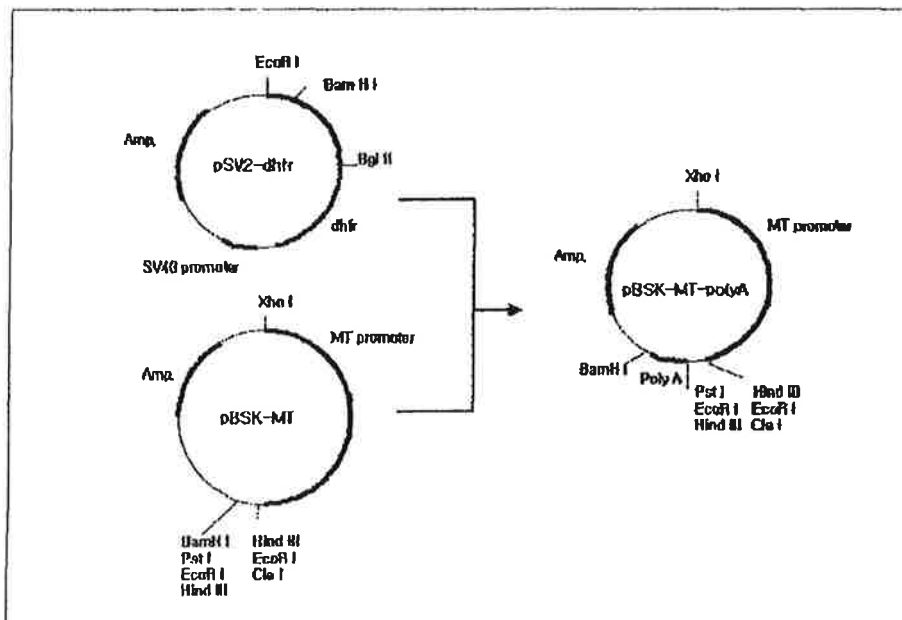 EcoR I
Bam H I
Amp.
pSV2-dhfr
Bgl II
dhfr
SV40 promoter
Xho I
MT promoter
Amp.
pBSK-MT
BamH I
Pst I
EcoR I
Hind III
Hind III
EcoR I
Cla I
Xho I
MT promoter
Amp.
pBSK-MT-polyA
BamH I
Poly A
Pst I
EcoR I
Hind III
Hind III
EcoR I
Cla I